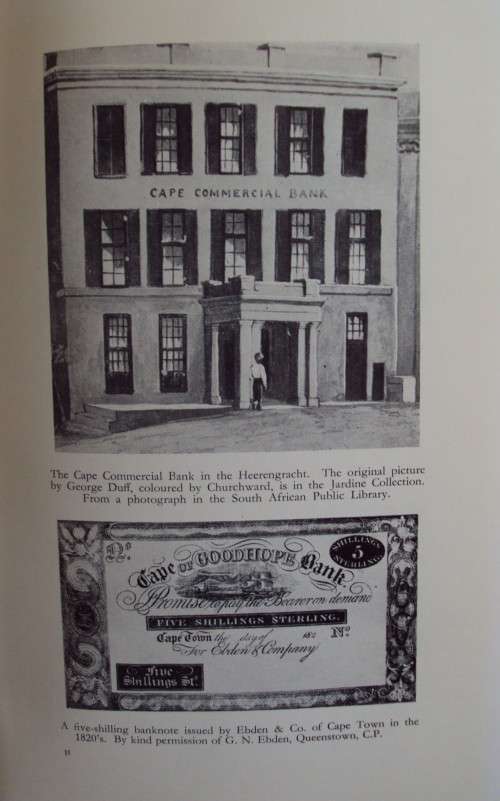 CAPE COMMERCIAL BANK
The Cape Commercial Bank in the Heerengracht. The original picture
by George Duff, coloured by Churchward, is in the Jardine Collection.
From a photograph in the South African Public Library.
Nº.
SHILLINGS
5
STERLING
Cape OF GOODHOPE Bank.
I Promise to pay the Bearer on demand
FIVE SHILLINGS STERLING.
Cape Town the day of 182 Nº
For Ebden & Company
Five
Shillings St.
A five-shilling banknote issued by Ebden & Co. of Cape Town in the
1820's. By kind permission of G. N. Ebden, Queenstown, C.P.